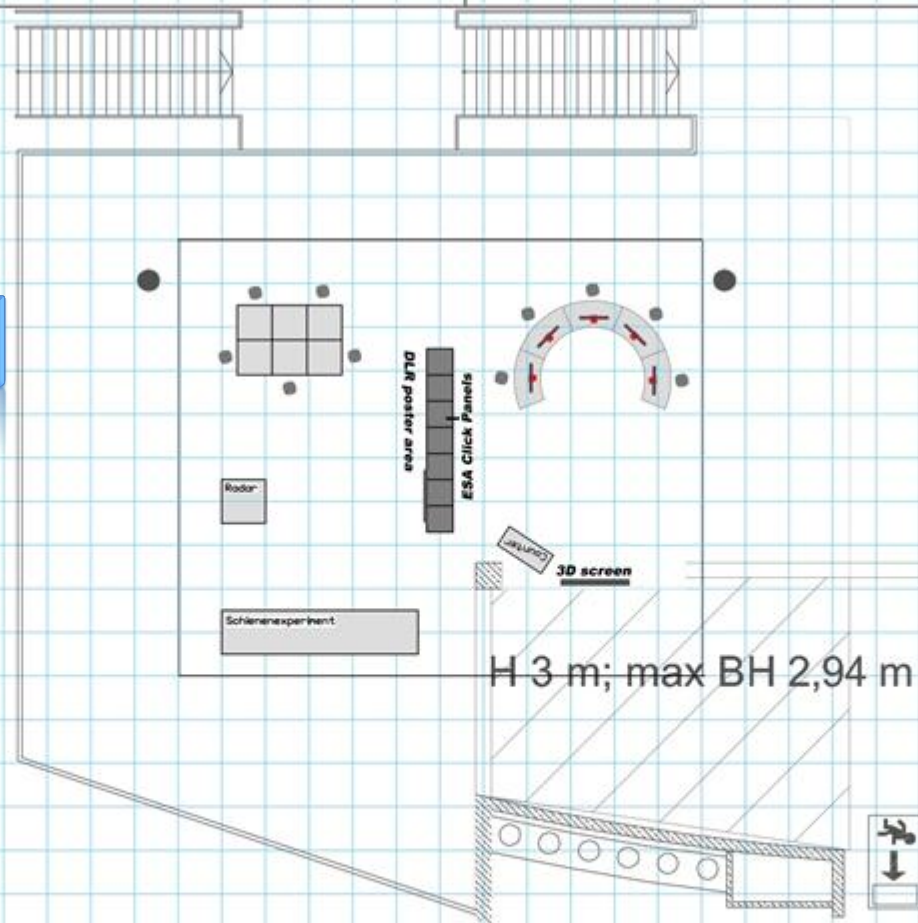 DLR poster area
ESA Click Panels
Radar
Counter
3D screen
Schienenexperiment
H 3 m; max BH 2,94 m